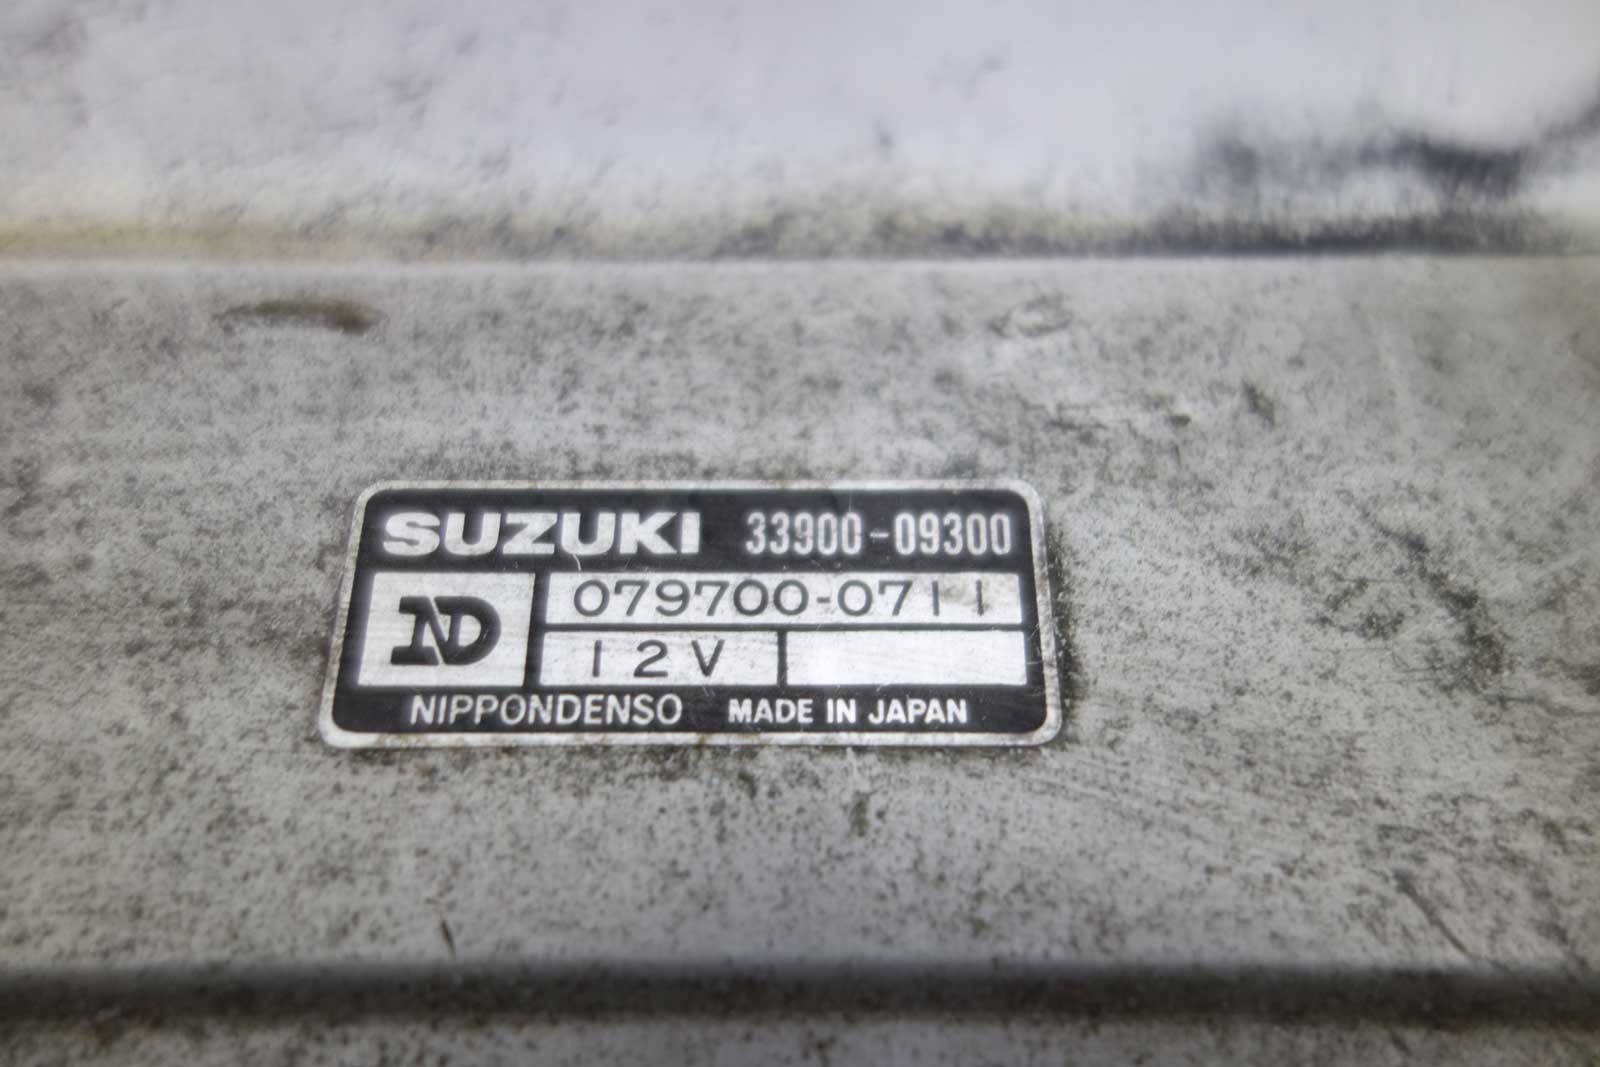 SUZUKI 33900-09300
ND 079700-0711
12V
NIPPONDENSO MADE IN JAPAN